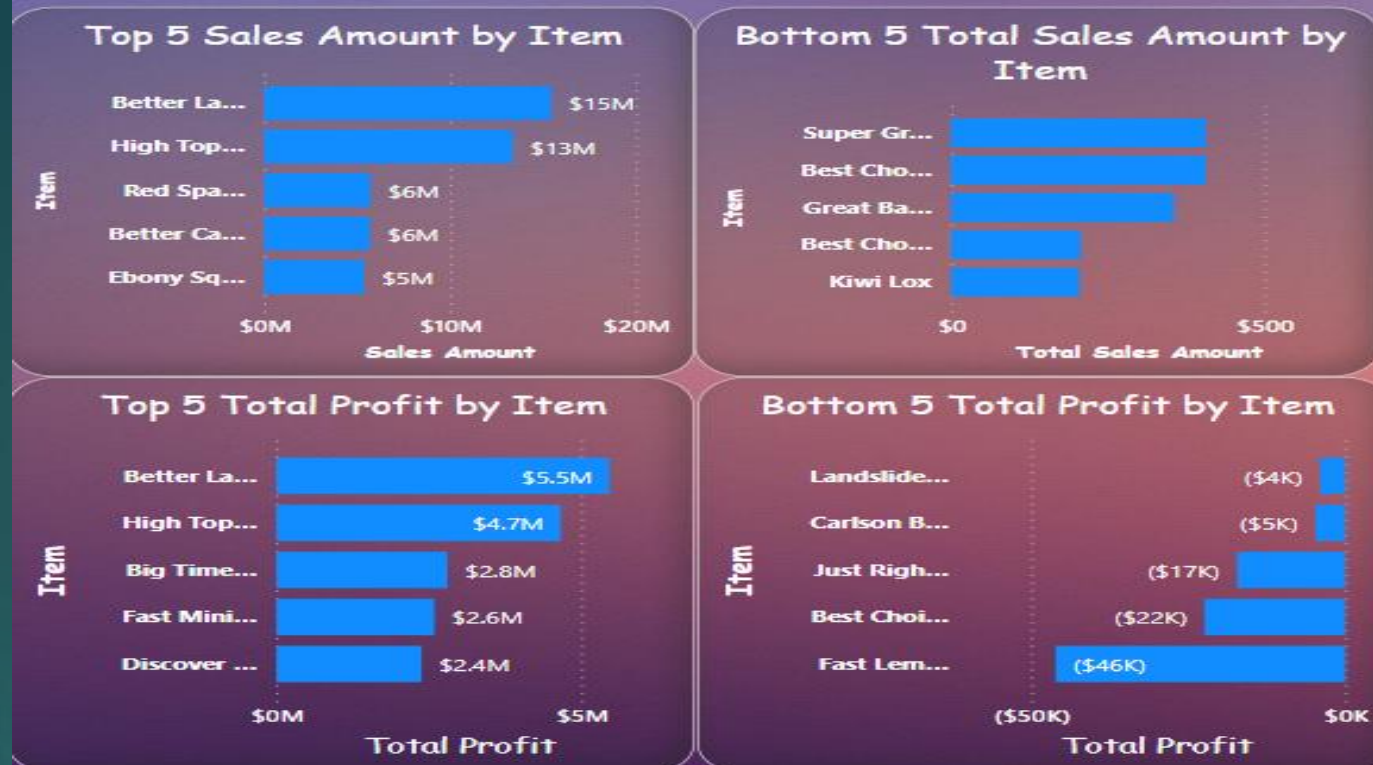 Top 5 Sales Amount by Item
Item
Better La...
$15M
High Top...
$13M
Red Spa...
$6M
Better Ca...
$6M
Ebony Sq...
$5M
$0M
$10M
$20M
Sales Amount
Bottom 5 Total Sales Amount by
Item
Item
Super Gr...
Best Cho...
Great Ba...
Best Cho...
Kiwi Lox
$0
$500
Total Sales Amount
Top 5 Total Profit by Item
Item
Better La...
$5.5M
High Top...
$4.7M
Big Time...
$2.8M
Fast Mini...
$2.6M
Discover ...
$2.4M
$0M
$5M
Total Profit
Bottom 5 Total Profit by Item
Item
Landslide...
($4K)
Carlson B...
($5K)
Just Righ...
($17K)
Best Choi...
($22K)
Fast Lem...
($46K)
($50K)
$0K
Total Profit